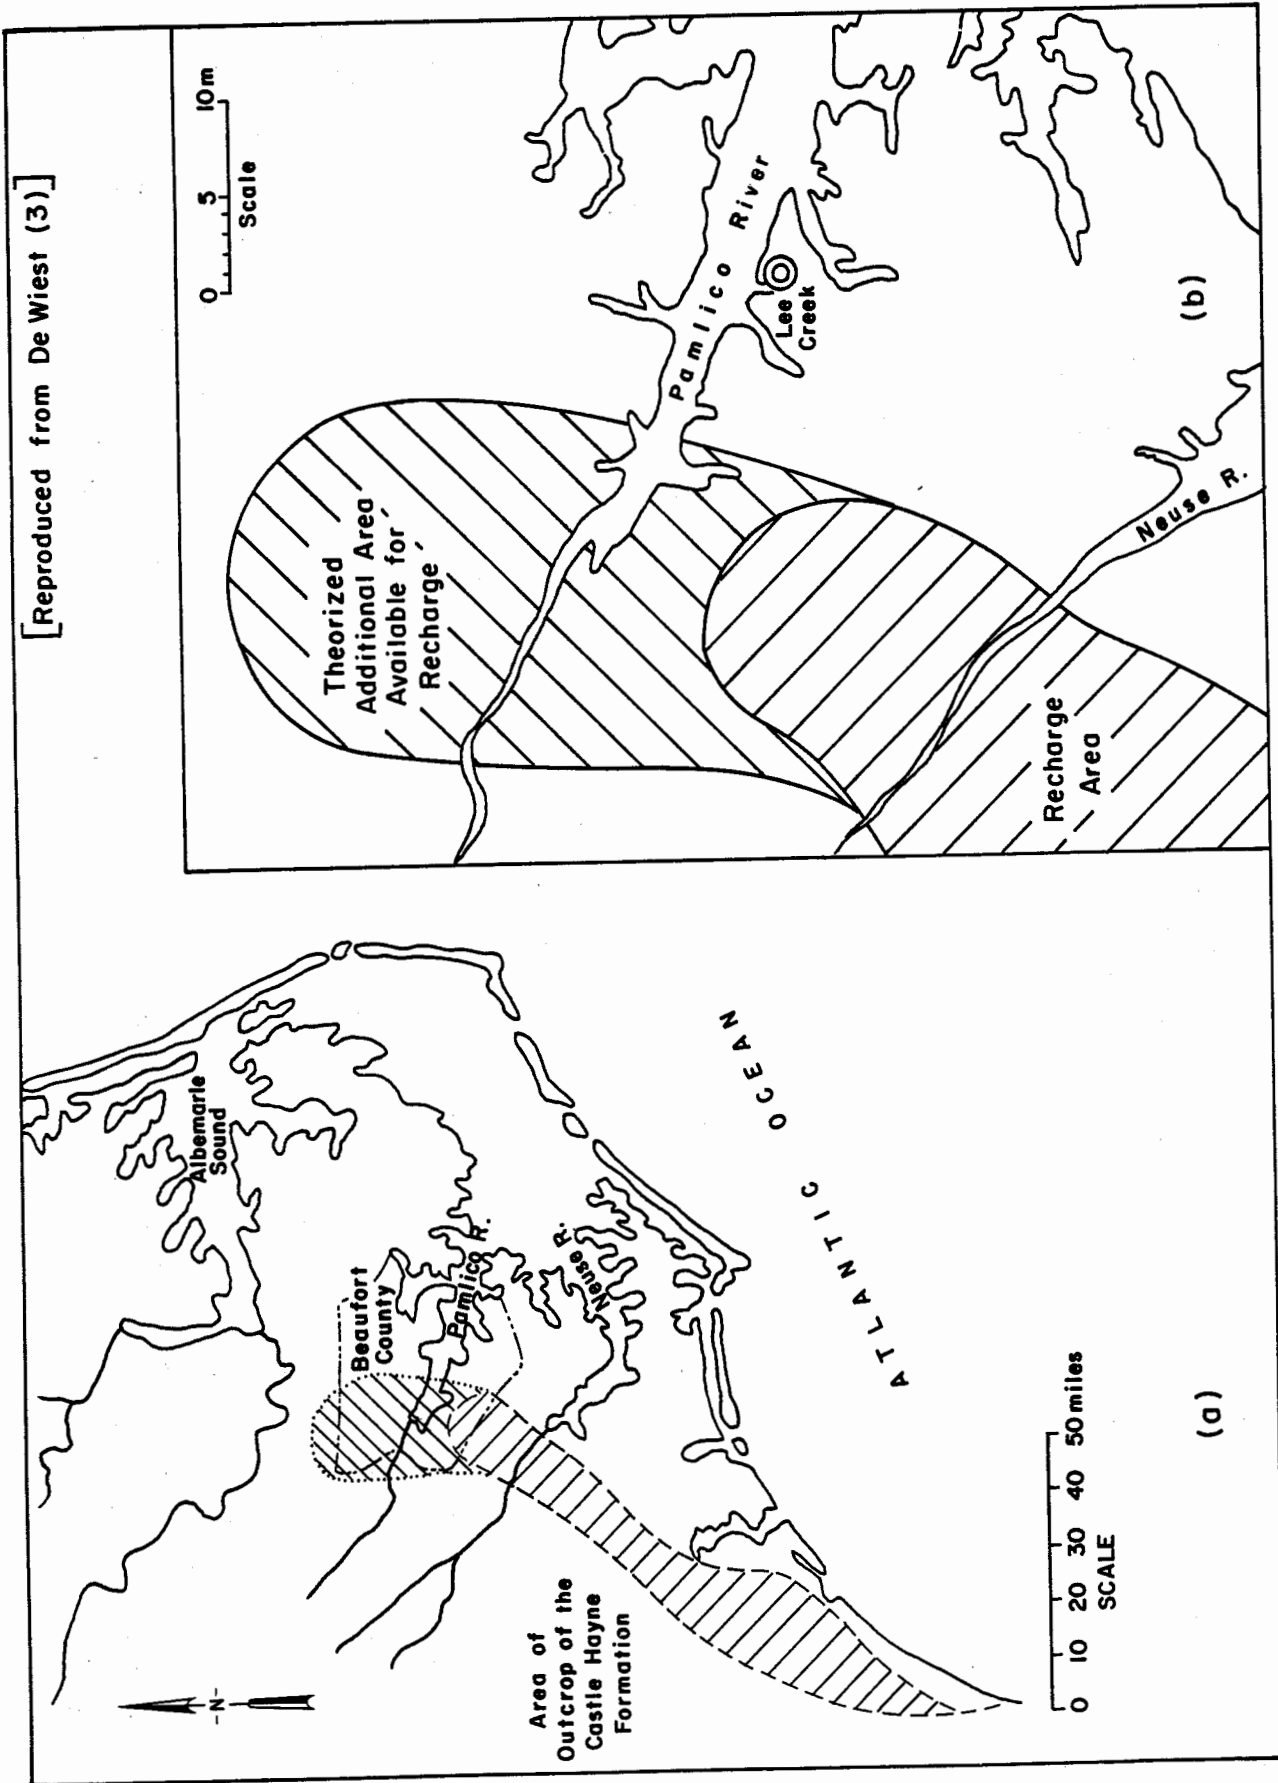 [Reproduced from De Wiest (3)]
-N-
Albemarle
Sound
Beaufort
County
Pamlico R.
Neuse R.
Area of
Outcrop of the
Castle Hayne
Formation
ATLANTIC OCEAN
0 10 20 30 40 50 miles
SCALE
(a)
0 5 10m
Scale
Theorized
Additional Area
Available for
Recharge
Pamlico River
Lee
Creek
Neuse R.
Recharge
Area
(b)